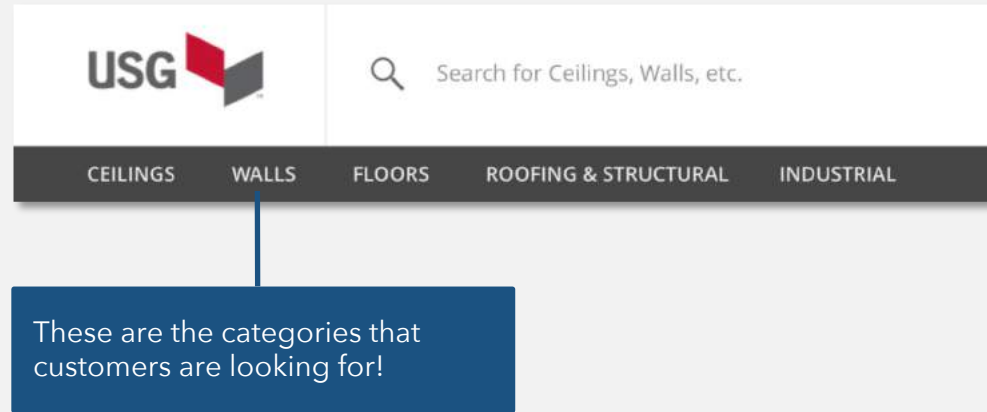 USG
Search for Ceilings, Walls, etc.
CEILINGS WALLS FLOORS ROOFING & STRUCTURAL INDUSTRIAL
These are the categories that
customers are looking for!